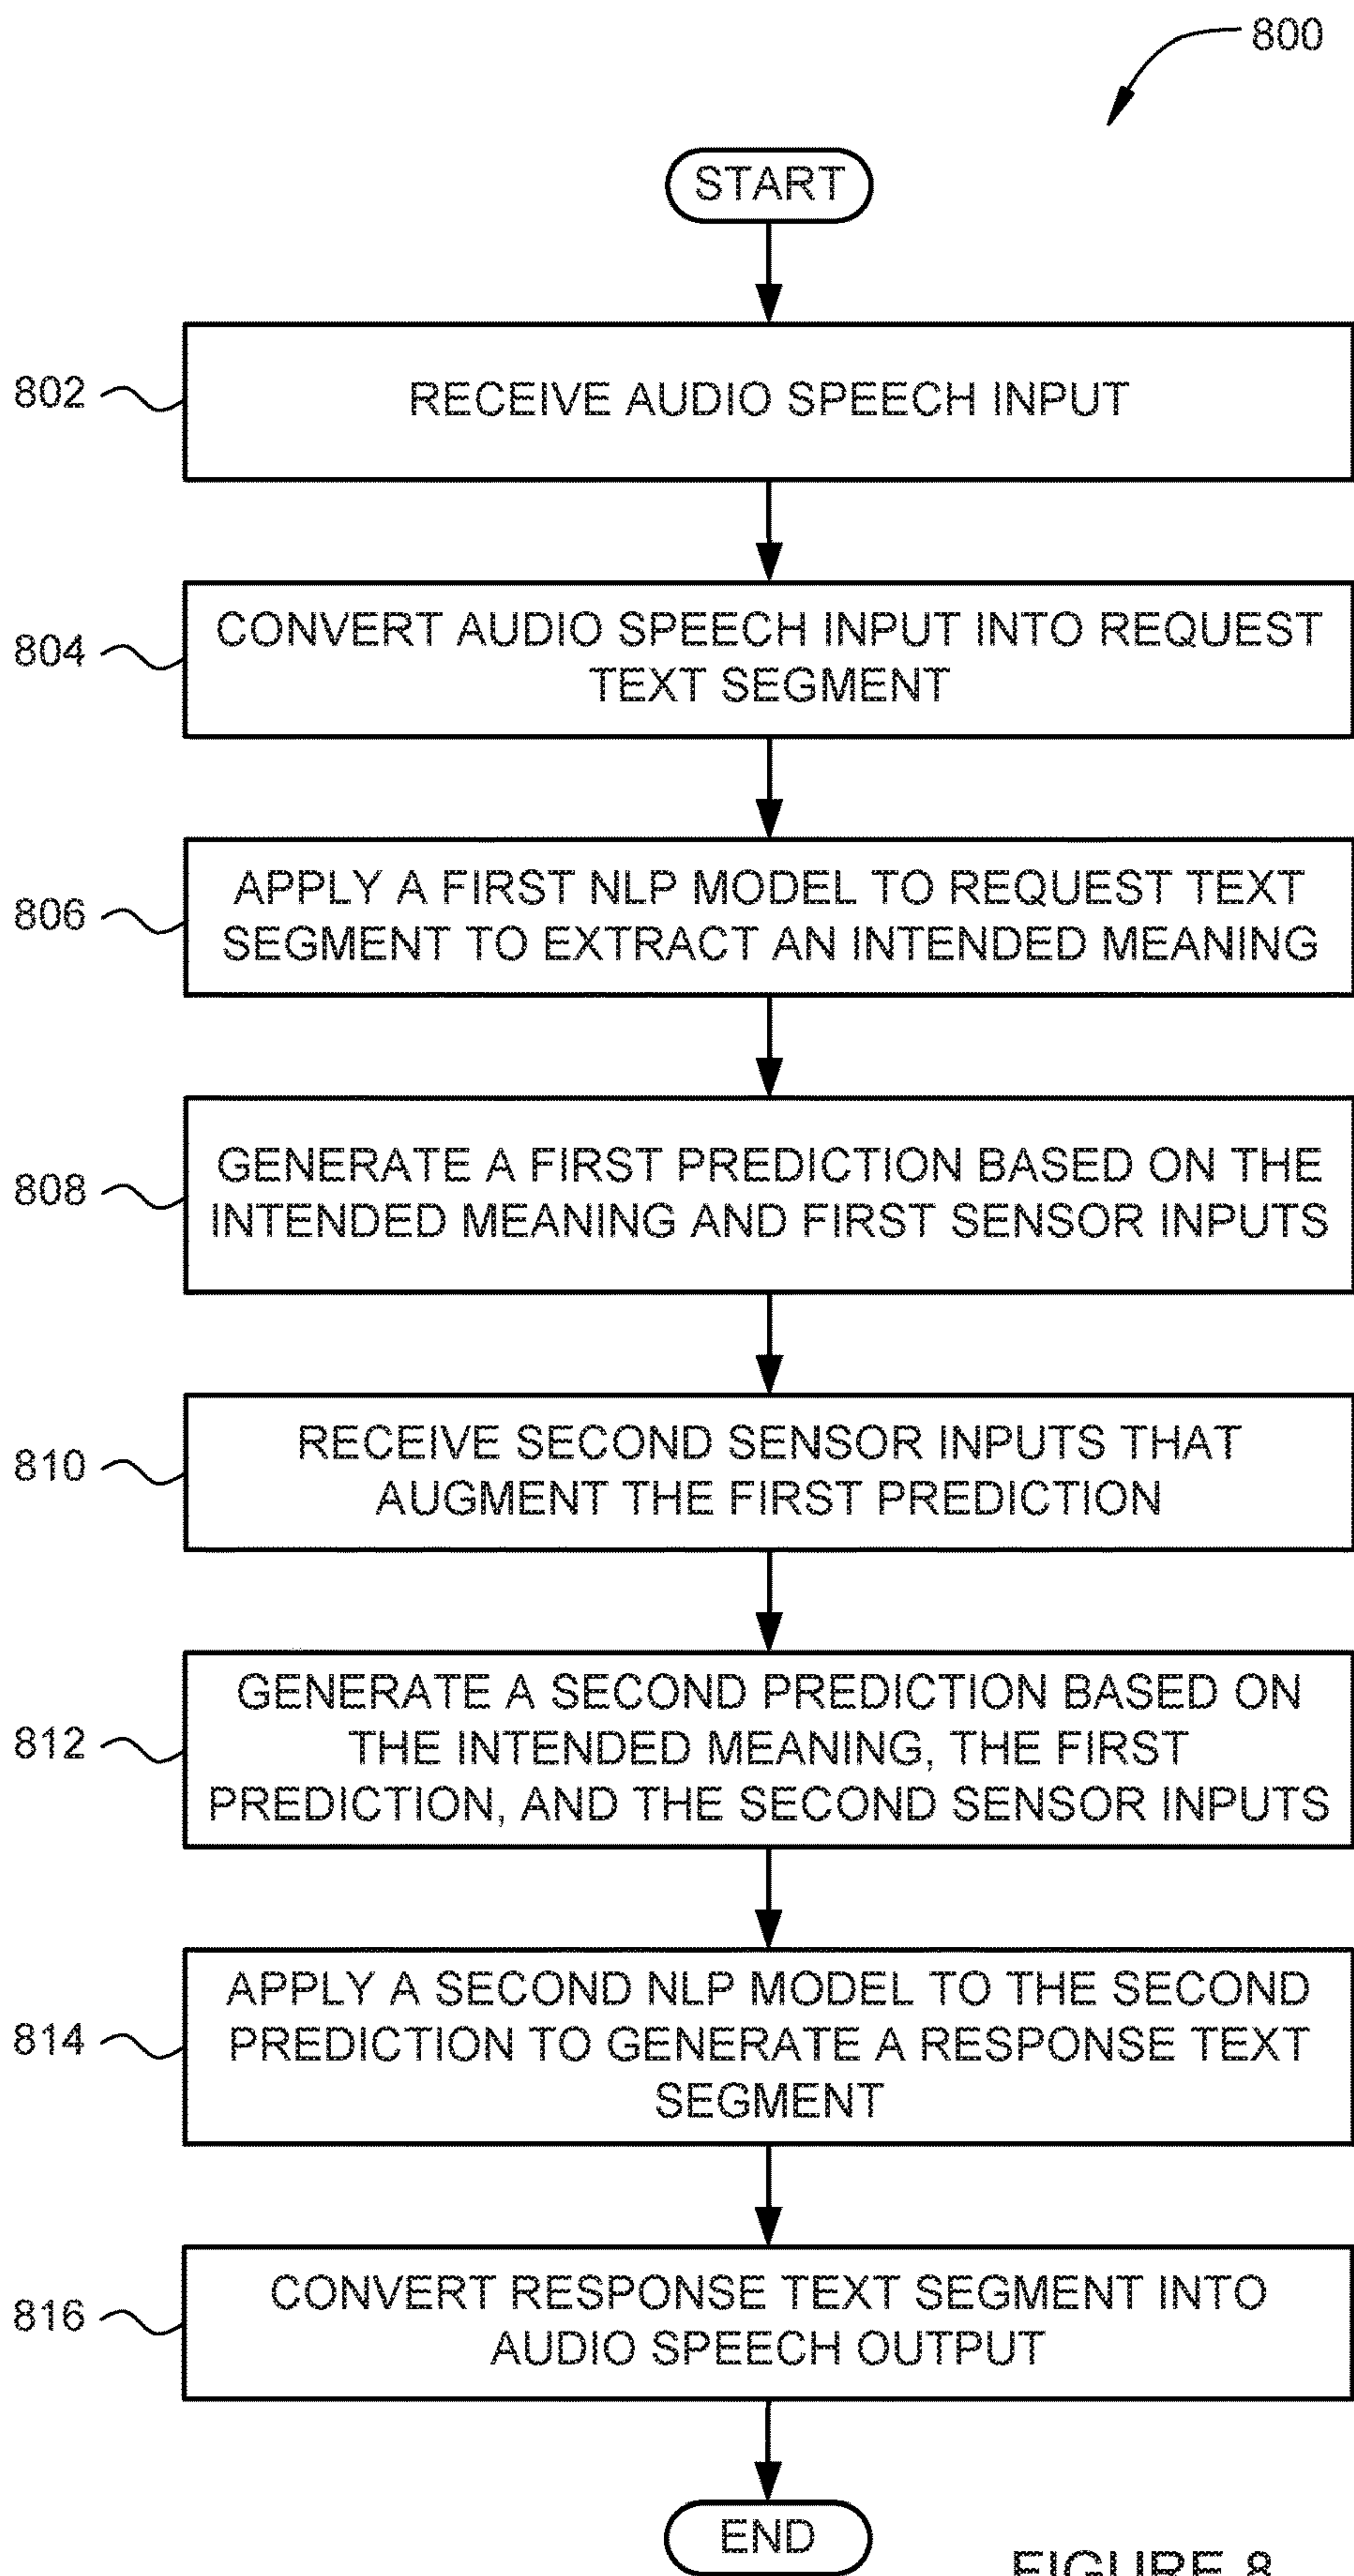 800
START
802
RECEIVE AUDIO SPEECH INPUT
804
CONVERT AUDIO SPEECH INPUT INTO REQUEST
TEXT SEGMENT
806
APPLY A FIRST NLP MODEL TO REQUEST TEXT
SEGMENT TO EXTRACT AN INTENDED MEANING
808
GENERATE A FIRST PREDICTION BASED ON THE
INTENDED MEANING AND FIRST SENSOR INPUTS
810
RECEIVE SECOND SENSOR INPUTS THAT
AUGMENT THE FIRST PREDICTION
812
GENERATE A SECOND PREDICTION BASED ON
THE INTENDED MEANING, THE FIRST
PREDICTION, AND THE SECOND SENSOR INPUTS
814
APPLY A SECOND NLP MODEL TO THE SECOND
PREDICTION TO GENERATE A RESPONSE TEXT
SEGMENT
816
CONVERT RESPONSE TEXT SEGMENT INTO
AUDIO SPEECH OUTPUT
END
FIGURE 8